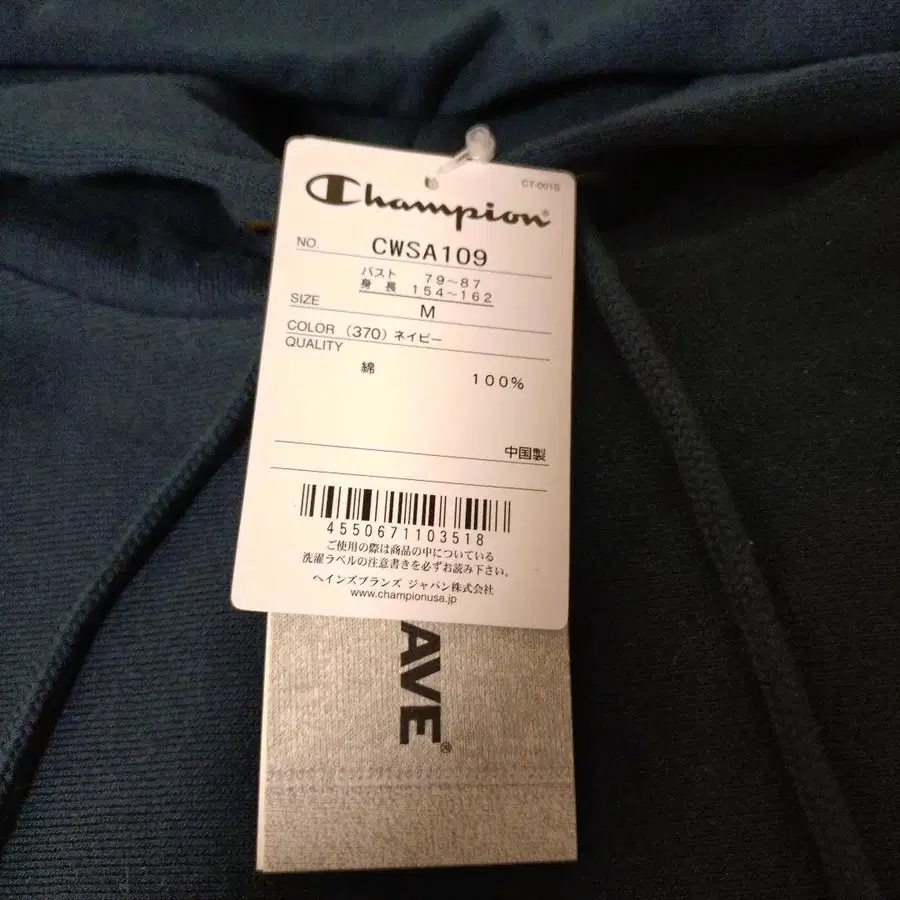 Champion®
CT-001S
NO. CWSA109
バスト 79~87
身長 154~162
SIZE M
COLOR (370) ネイビー
QUALITY
綿 100%
中国製
4550671103518
ご使用の際は商品の中についている
洗濯ラベルの注意書きを必ずお読み下さい。
ヘインズブランズ ジャパン株式会社
www.championusa.jp
AVE®